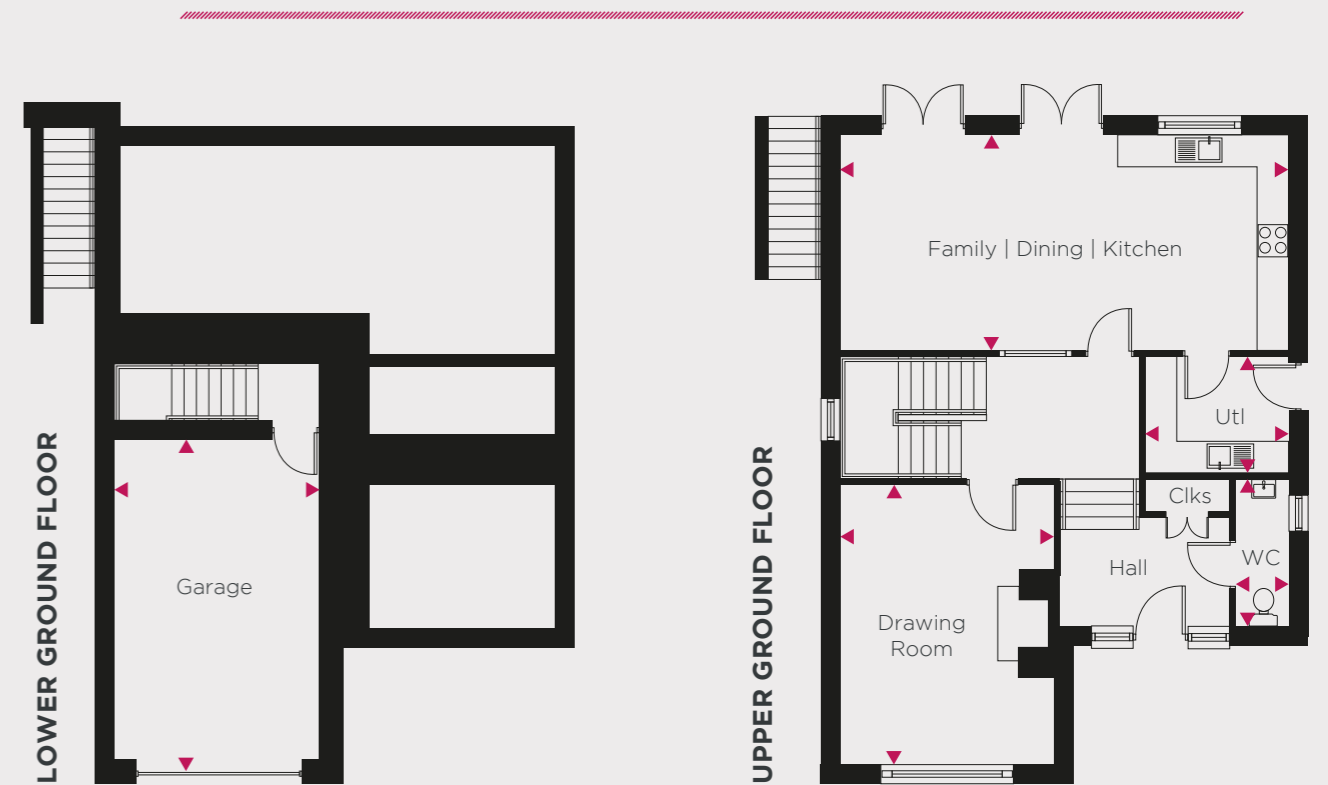 LOWER GROUND FLOOR
Garage
UPPER GROUND FLOOR
Family | Dining | Kitchen
Utl
Clks
Hall
WC
Drawing
Room